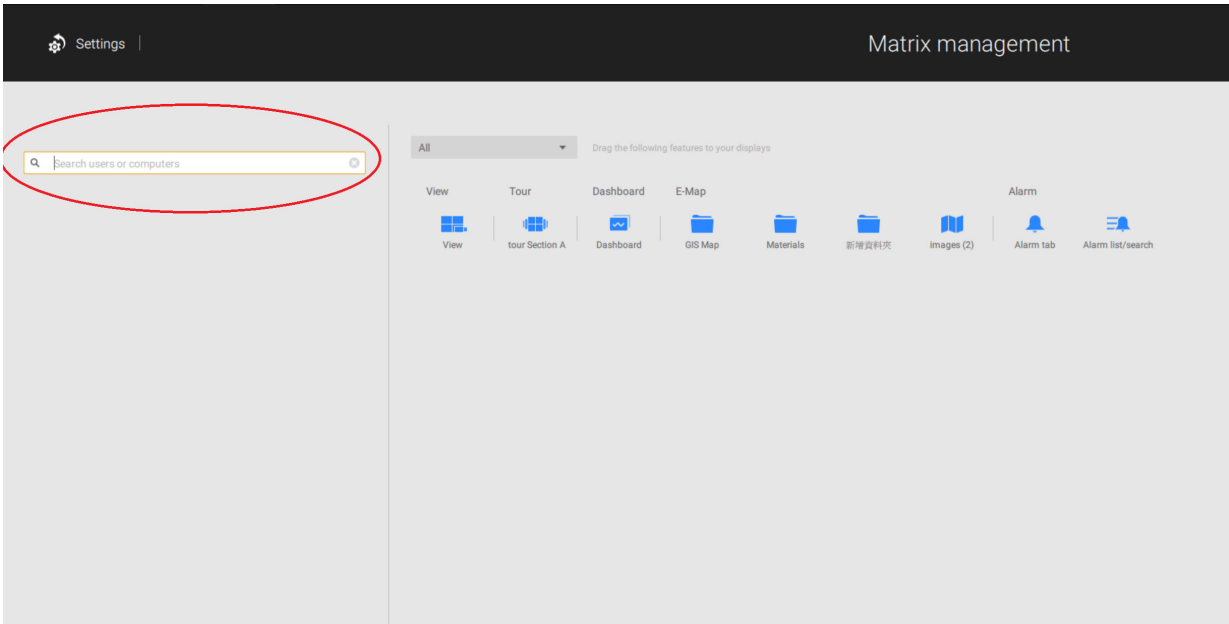 Settings
Matrix management
Search users or computers
All
Drag the following features to your displays
View Tour Dashboard E-Map Alarm
View tour Section A Dashboard GIS Map Materials 新增資料夾 images (2) Alarm tab Alarm list/search